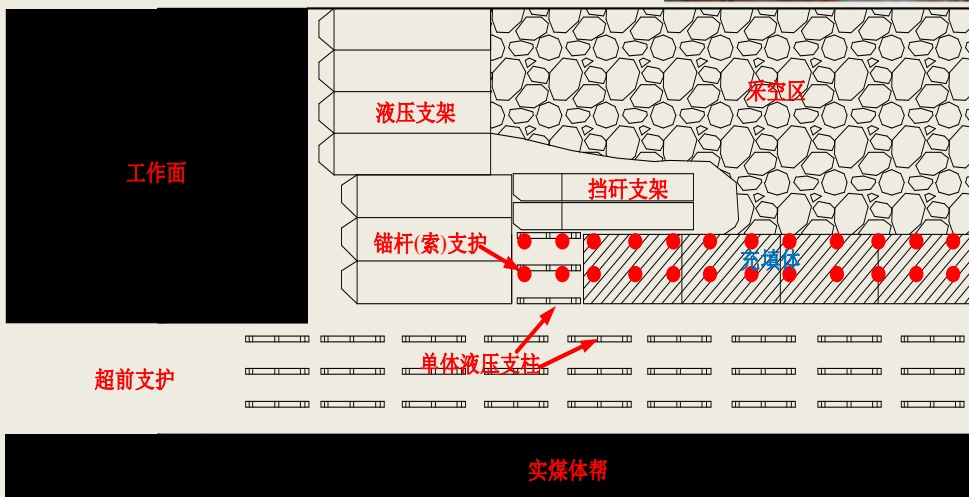 采空区
液压支架
工作面
挡矸支架
锚杆(索)支护
充填体
单体液压支柱
超前支护
实煤体帮